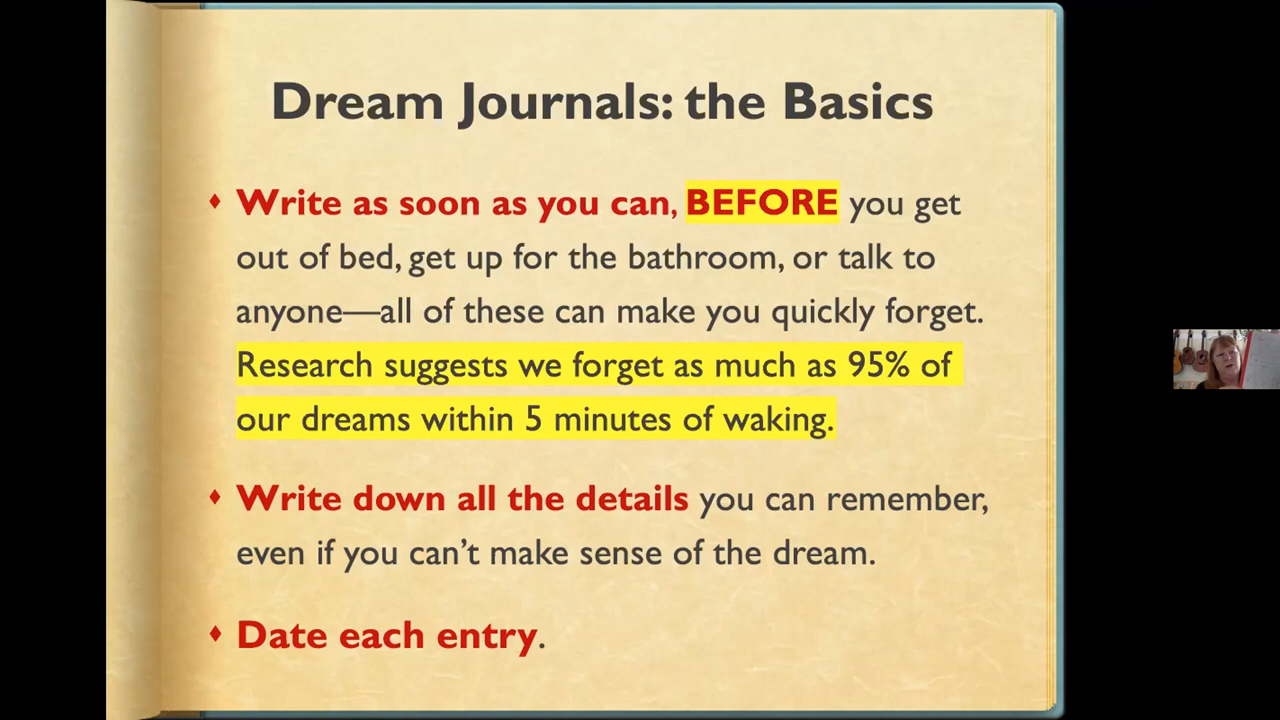 Dream Journals: the Basics
Write as soon as you can, BEFORE you get
out of bed, get up for the bathroom, or talk to
anyone—all of these can make you quickly forget.
Research suggests we forget as much as 95% of
our dreams within 5 minutes of waking.
Write down all the details you can remember,
even if you can’t make sense of the dream.
Date each entry.